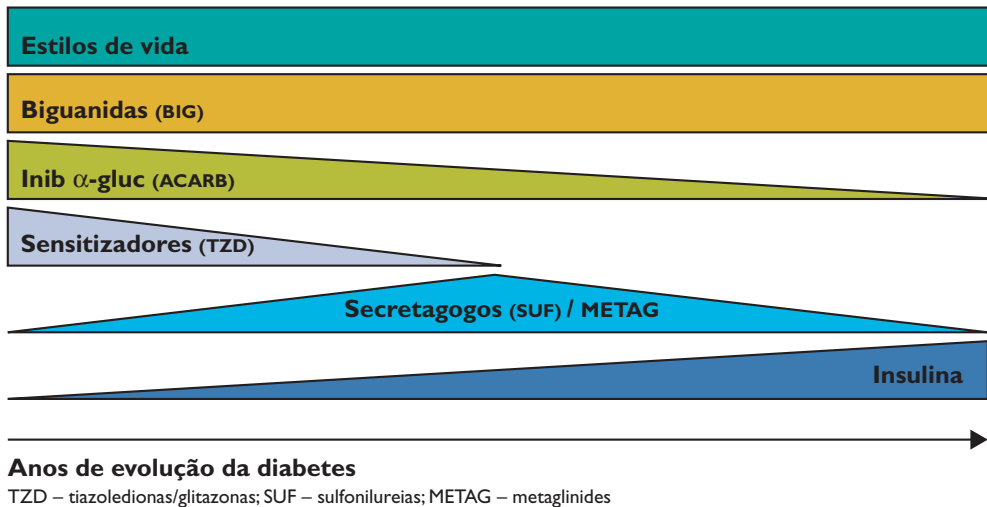 Estilos de vida
Biguanidas (BIG)
Inib α-gluc (ACARB)
Sensitizadores (TZD)
Secretagogos (SUF) / METAG
Insulina
Anos de evolução da diabetes
TZD – tiazoledionas/glitazonas; SUF – sulfonilureias; METAG – metaglinides